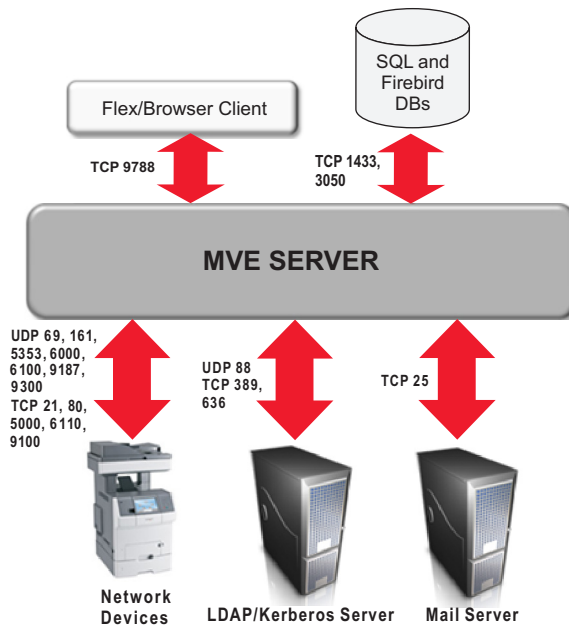 SQL and
Firebird
DBs
Flex/Browser Client
TCP 9788
TCP 1433,
3050
MVE SERVER
UDP 69, 161,
5353, 6000,
6100, 9187,
9300
TCP 21, 80,
5000, 6110,
9100
UDP 88
TCP 389,
636
TCP 25
Network
Devices
LDAP/Kerberos Server
Mail Server